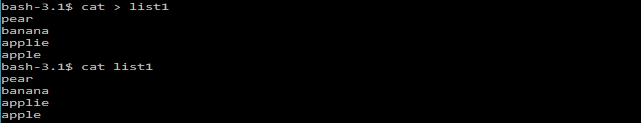 bash-3.1$ cat > list1
pear
banana
applie
apple
bash-3.1$ cat list1
pear
banana
applie
apple